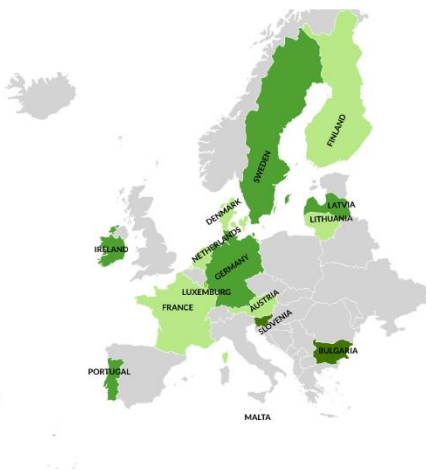 FINLAND
SWEDEN
DENMARK
LATVIA
LITHUANIA
NETHERLANDS
IRELAND
GERMANY
LUXEMBURG
AUSTRIA
FRANCE
SLOVENIA
BULGARIA
PORTUGAL
MALTA